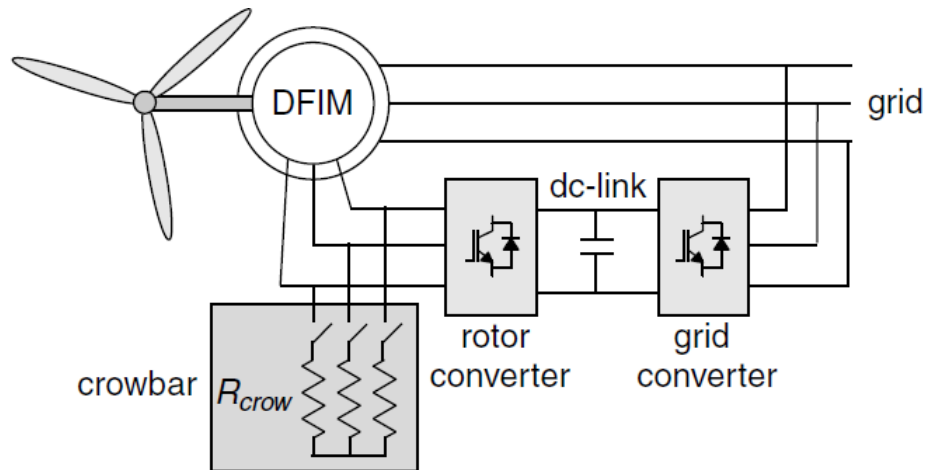 DFIM
grid
dc-link
rotor
converter
grid
converter
crowbar
R_crow